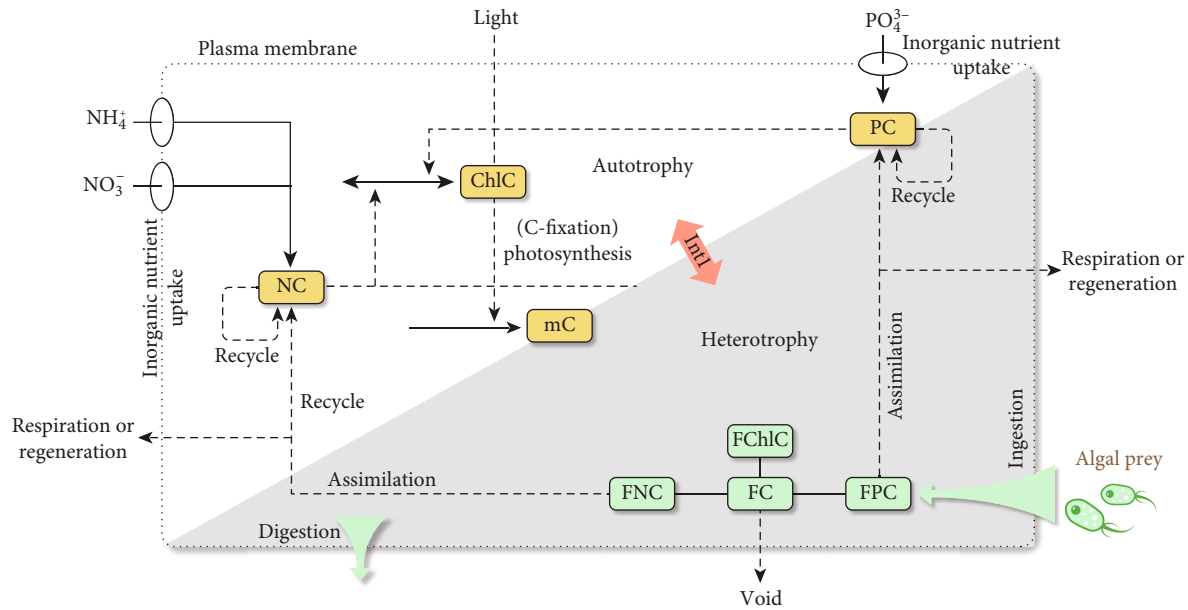 Light
PO₄³⁻
Plasma membrane
Inorganic nutrient
uptake
NH₄⁺
PC
Autotrophy
NO₃⁻
ChlC
Recycle
(C-fixation)
photosynthesis
Int1
Inorganic nutrient
uptake
NC
Respiration or
regeneration
mC
Heterotrophy
Recycle
Assimilation
Recycle
Respiration or
regeneration
FChlC
Ingestion
Algal prey
Assimilation
FNC
FC
FPC
Digestion
Void